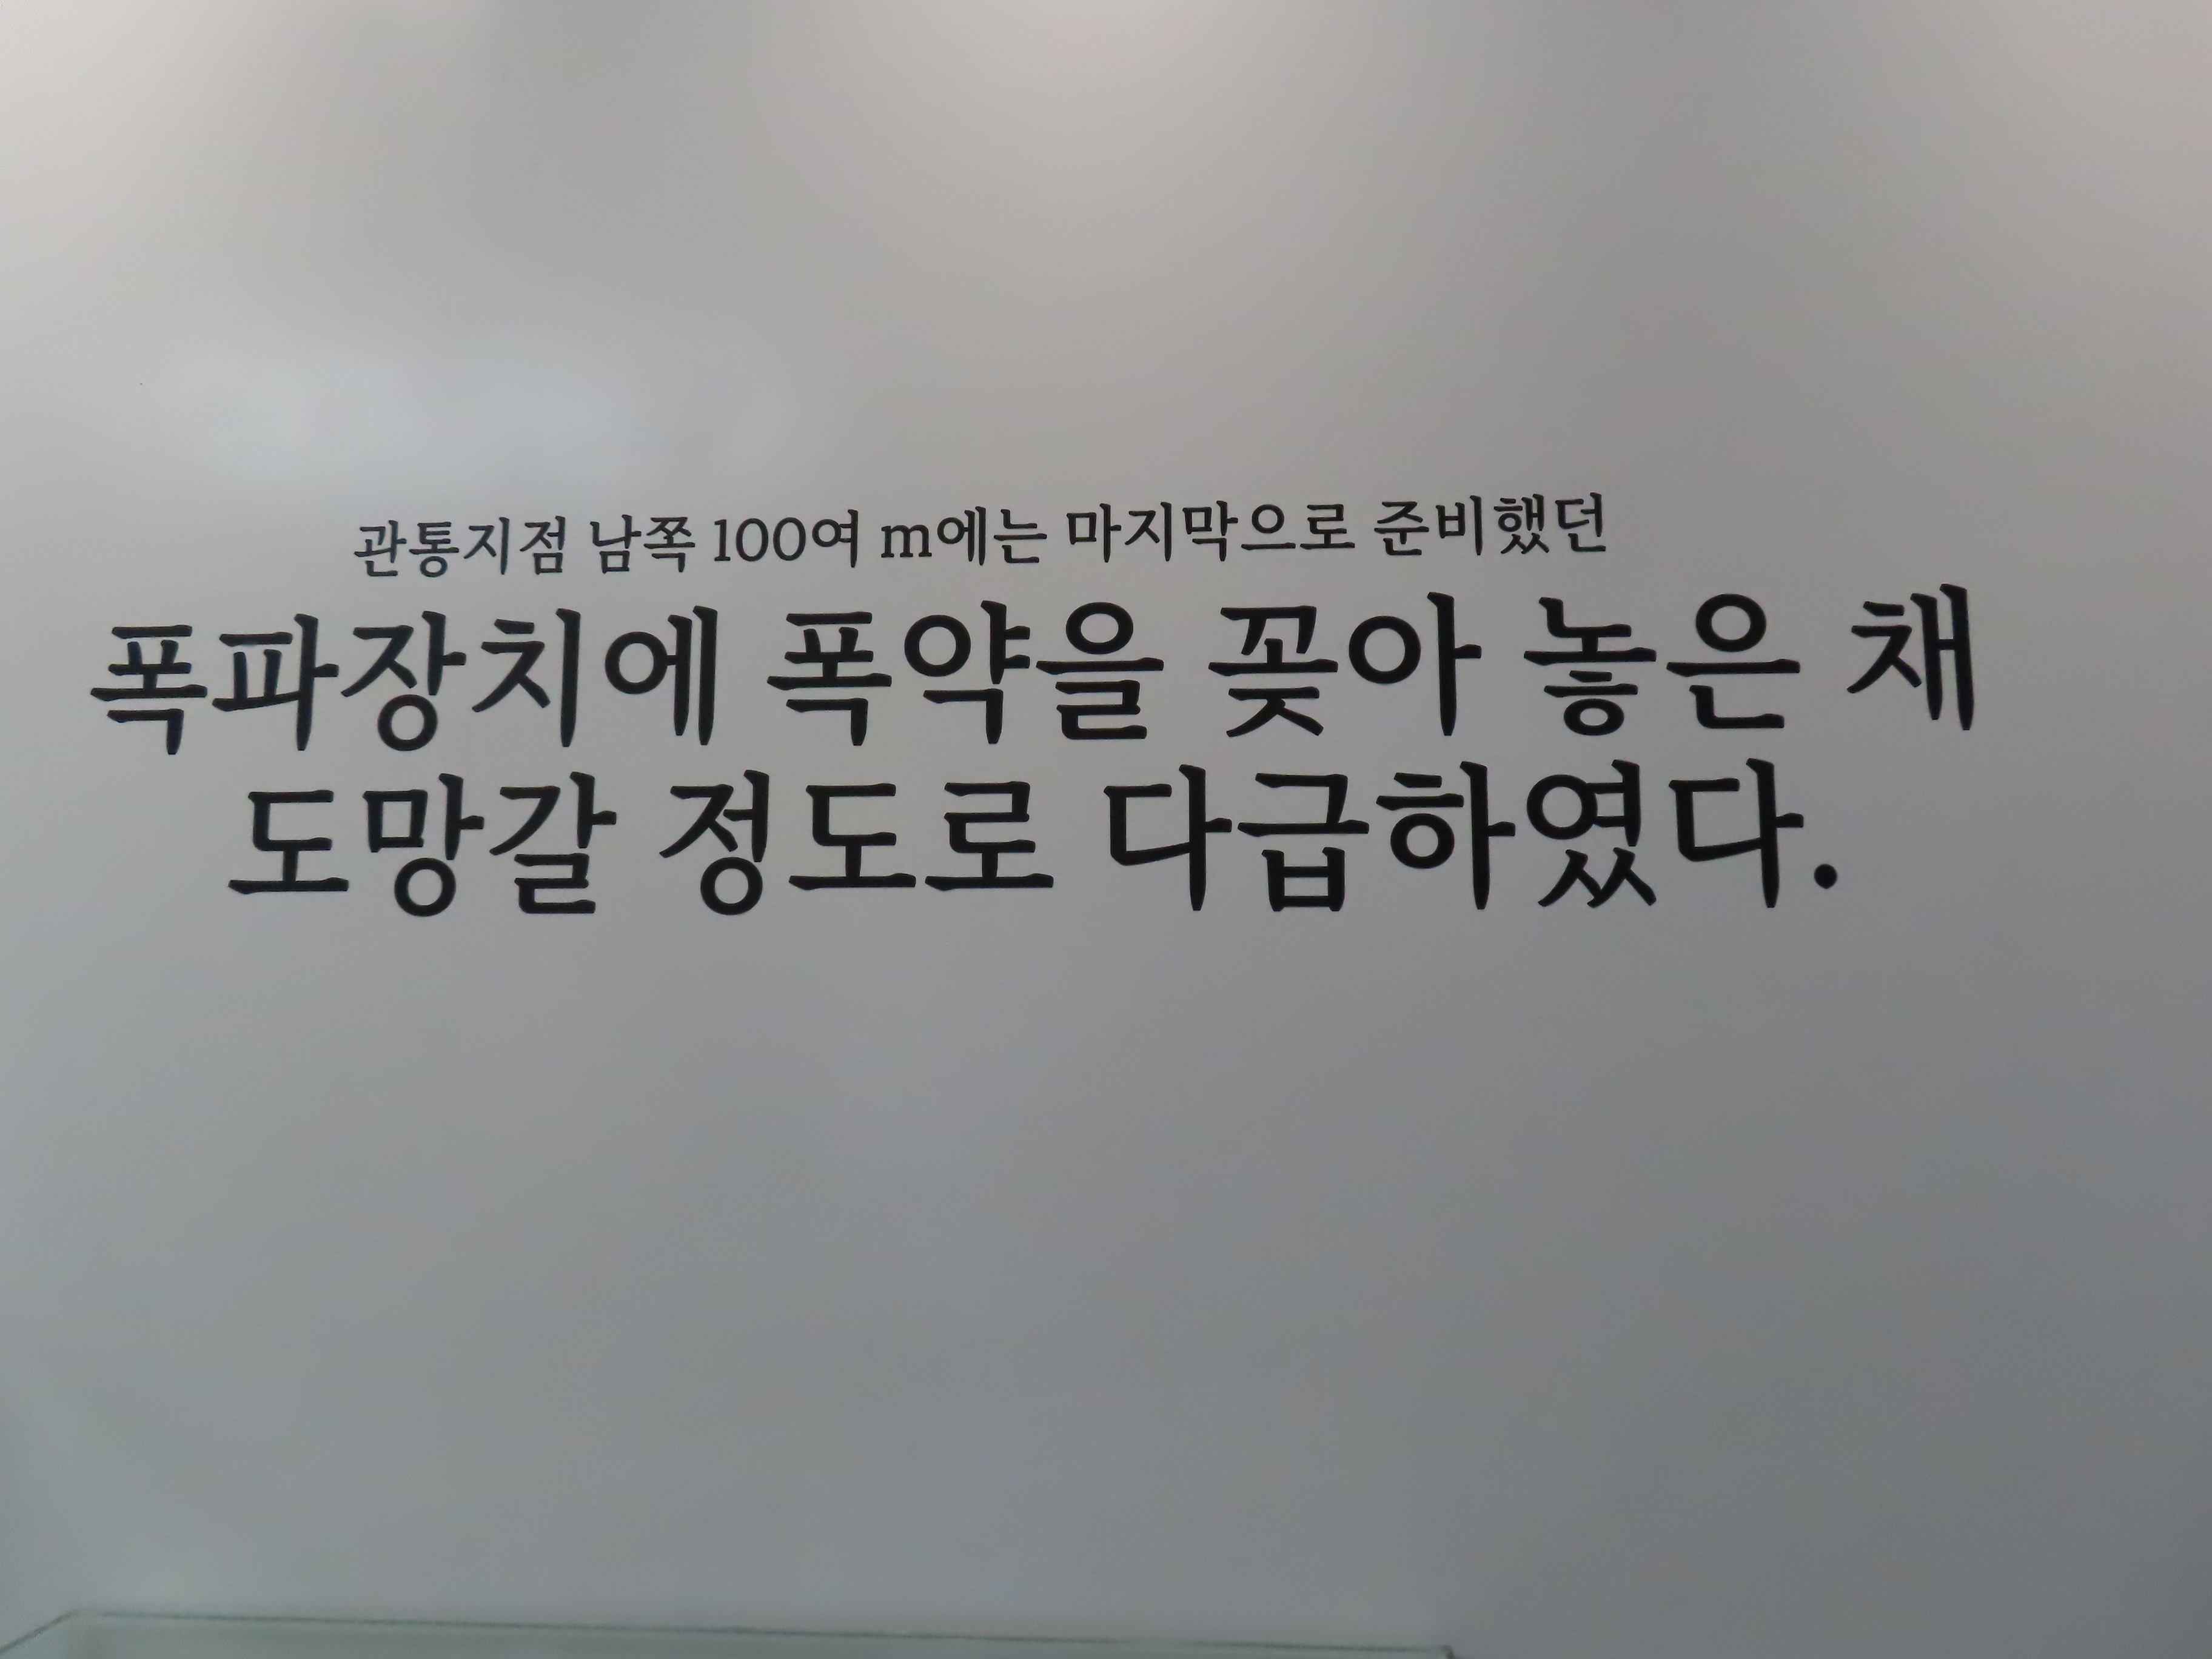 관통지점 남쪽 100여 m에는 마지막으로 준비했던
폭파장치에 폭약을 꽂아 놓은 채
도망갈 정도로 다급하였다.